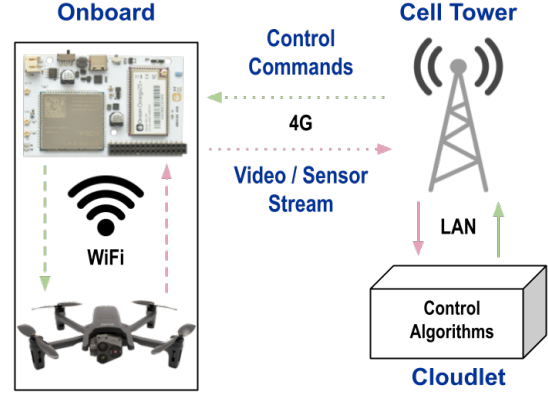 Onboard
Cell Tower
Control
Commands
4G
Video / Sensor
Stream
WiFi
LAN
Control
Algorithms
Cloudlet